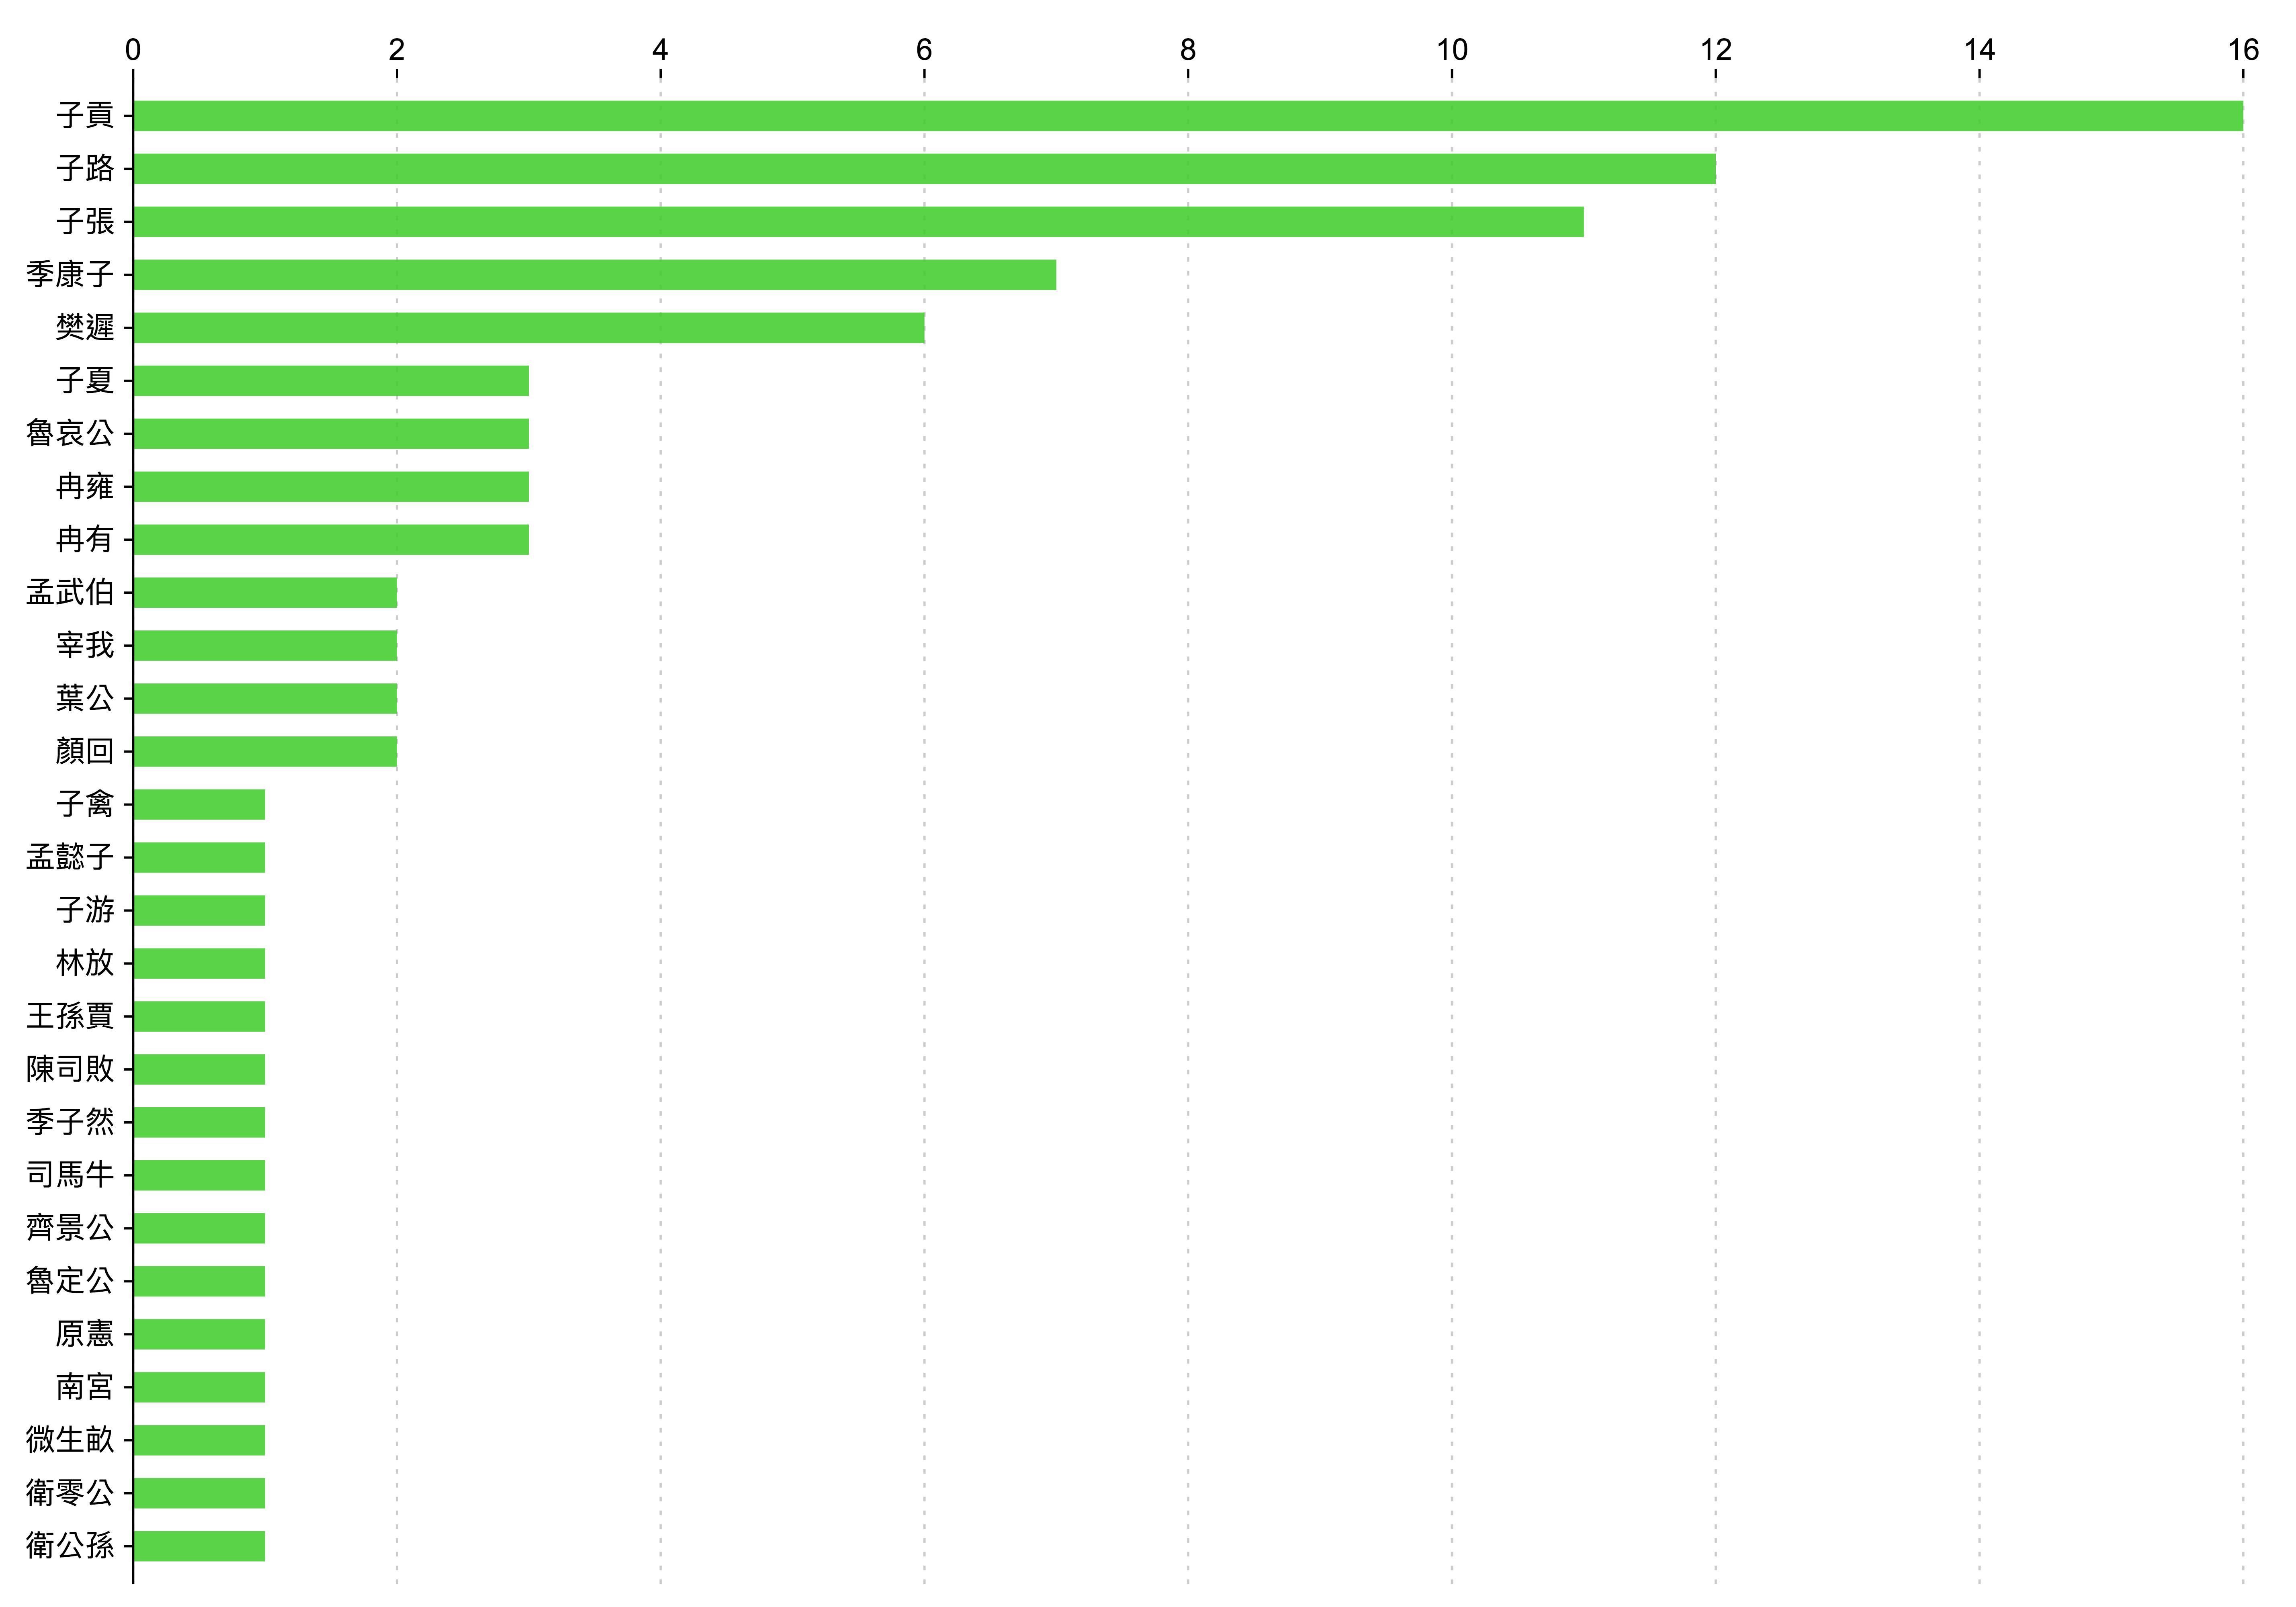 0 2 4 6 8 10 12 14 16
子貢
子路
子張
季康子
樊遲
子夏
魯哀公
冉雍
冉有
孟武伯
宰我
葉公
顏回
子禽
孟懿子
子游
林放
王孫賈
陳司敗
季子然
司馬牛
齊景公
魯定公
原憲
南宮
微生畝
衛零公
衛公孫